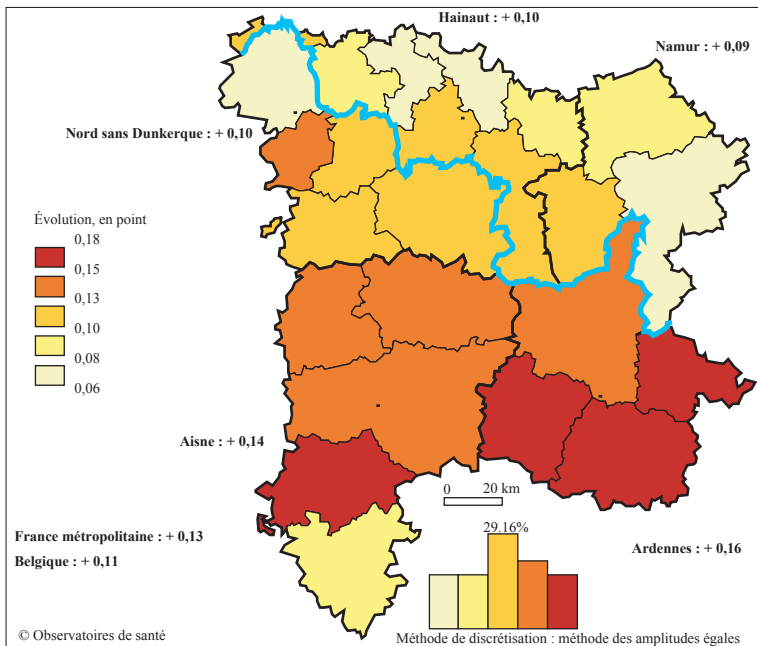 Hainaut : + 0,10
Namur : + 0,09
Nord sans Dunkerque : + 0,10
Évolution, en point
0,18
0,15
0,13
0,10
0,08
0,06
Aisne : + 0,14
0 20 km
29.16%
France métropolitaine : + 0,13
Belgique : + 0,11
Ardennes : + 0,16
© Observatoires de santé
Méthode de discrétisation : méthode des amplitudes égales